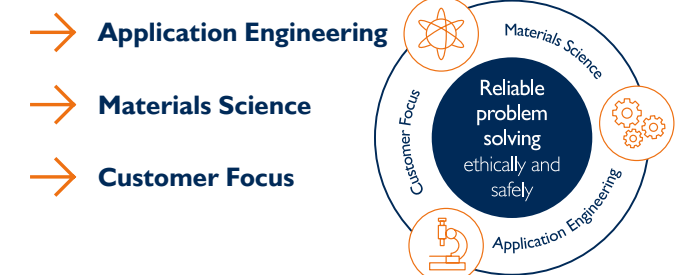 Application Engineering
Materials Science
Customer Focus
Materials Science
Customer Focus
Application Engineering
Reliable
problem
solving
ethically and
safely